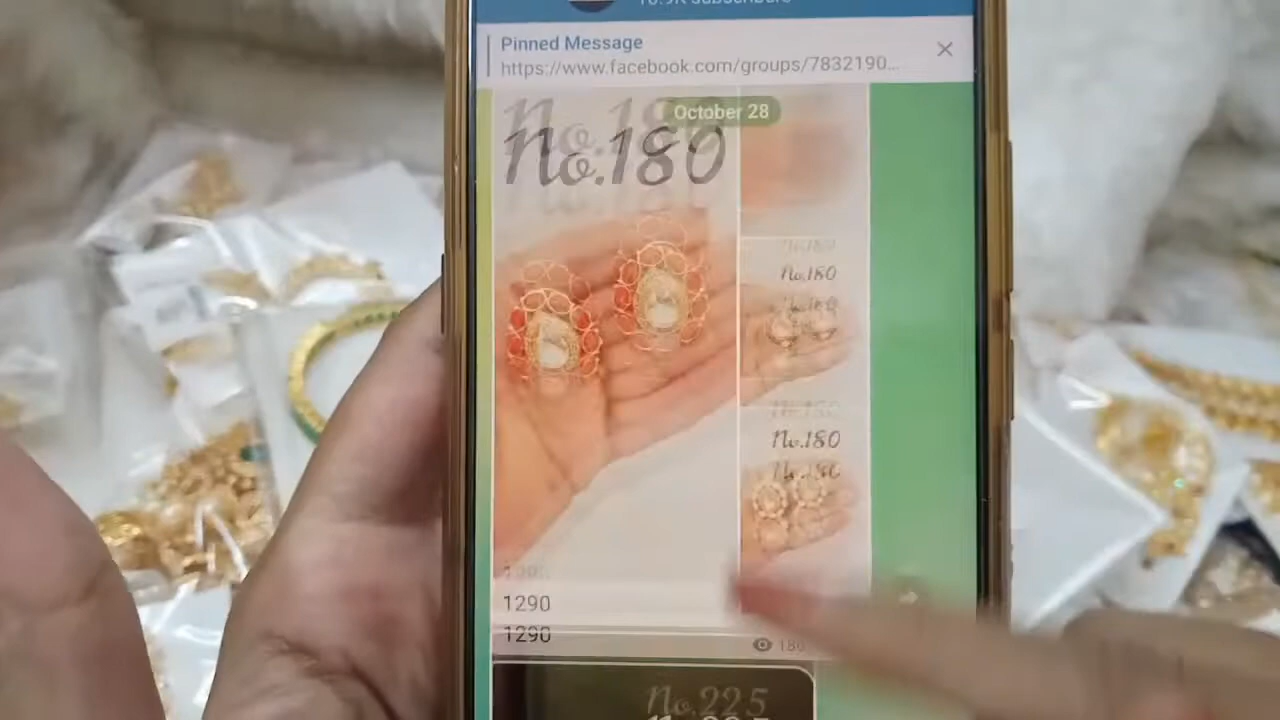 Pinned Message
https://www.facebook.com/groups/7832190...
October 28
No.180
No.180
No.180
1290
1290
No.225